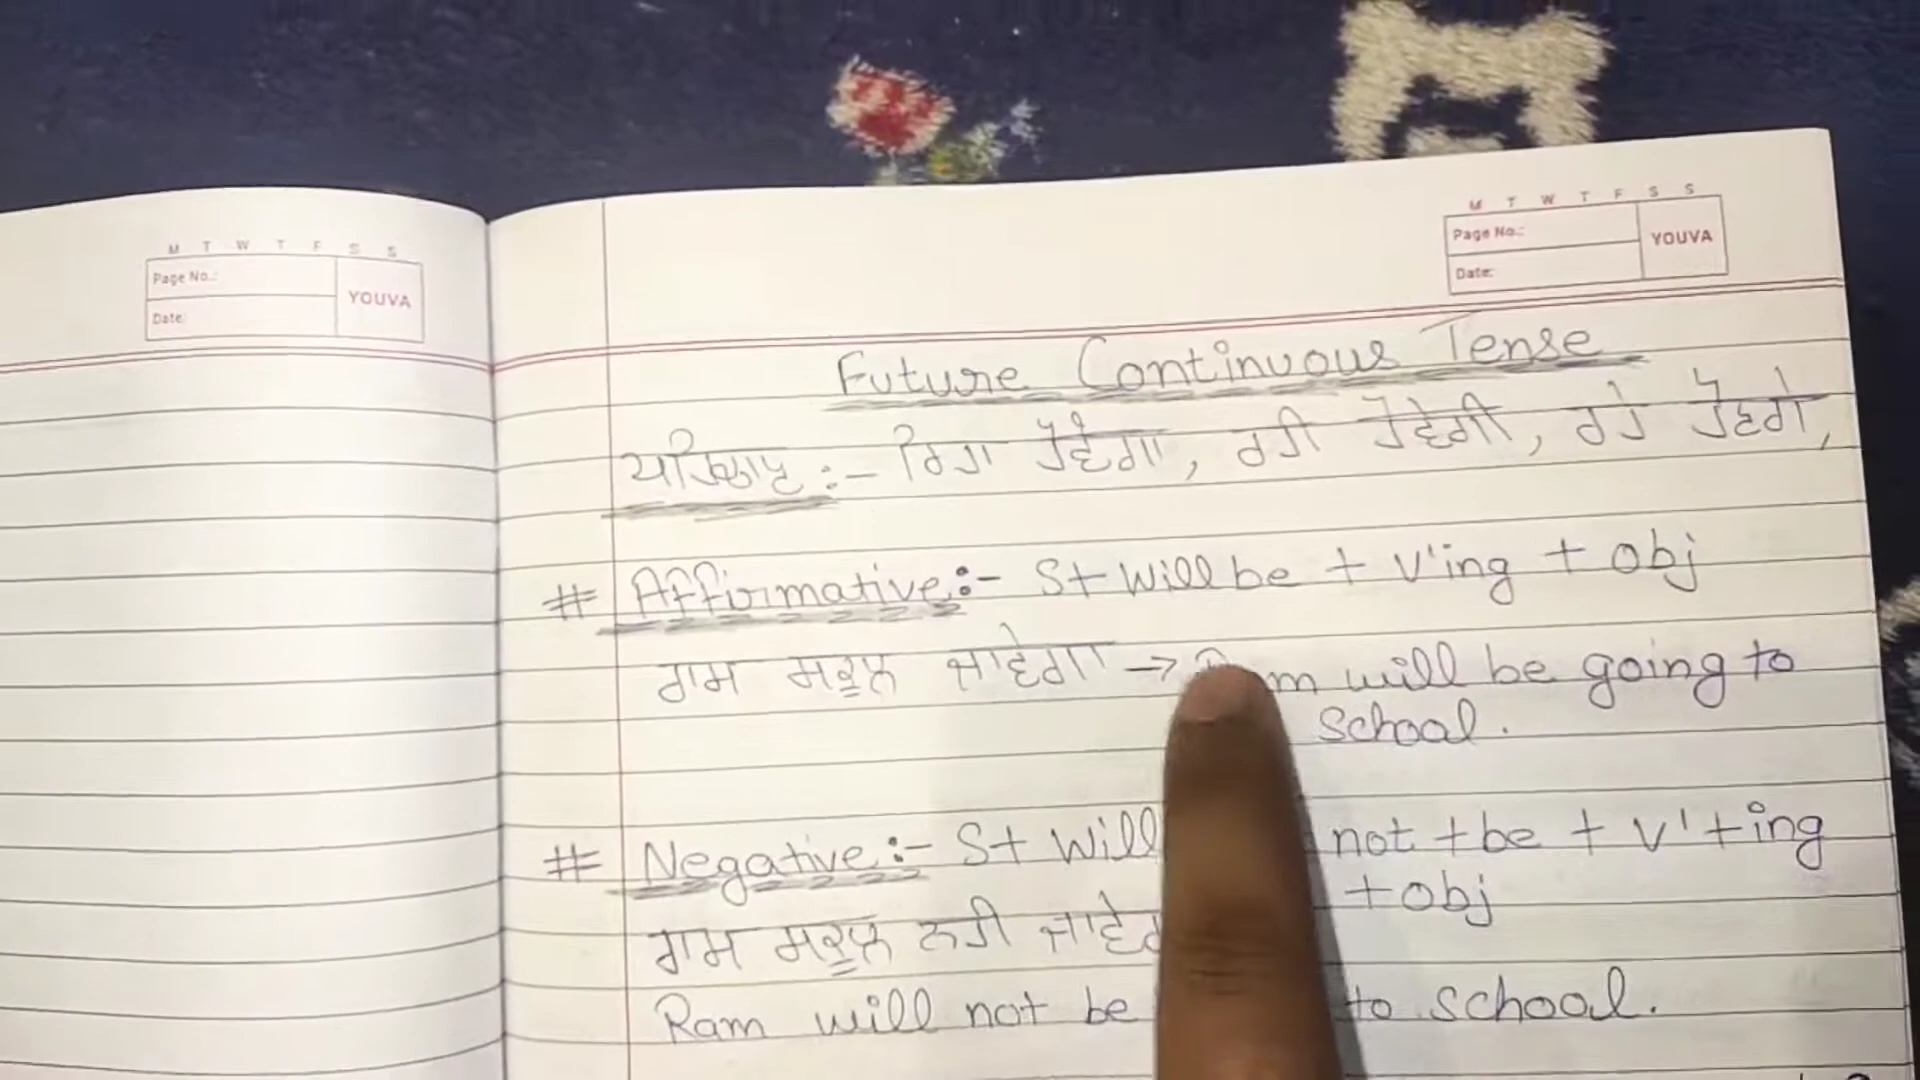 M T W T F S S
Page No.:
YOUVA
Date:
M T W T F S S
Page No.:
YOUVA
Date:
Future Continuous Tense
ਪਹਿਚਾਣ :- ਰਿਹਾ ਹੋਵੇਗਾ, ਰਹੀ ਹੋਵੇਗੀ, ਰਹੇ ਹੋਣਗੇ,
# Affirmative :- S+ Will be + V'ing + Obj
ਰਾਮ ਸਕੂਲ ਜਾਵੇਗਾ → will be going to
School.
# Negative :- S+ Will not + be + V'+ing
+ Obj
ਰਾਮ ਸਕੂਲ ਨਹੀ
Ram will not be to school.